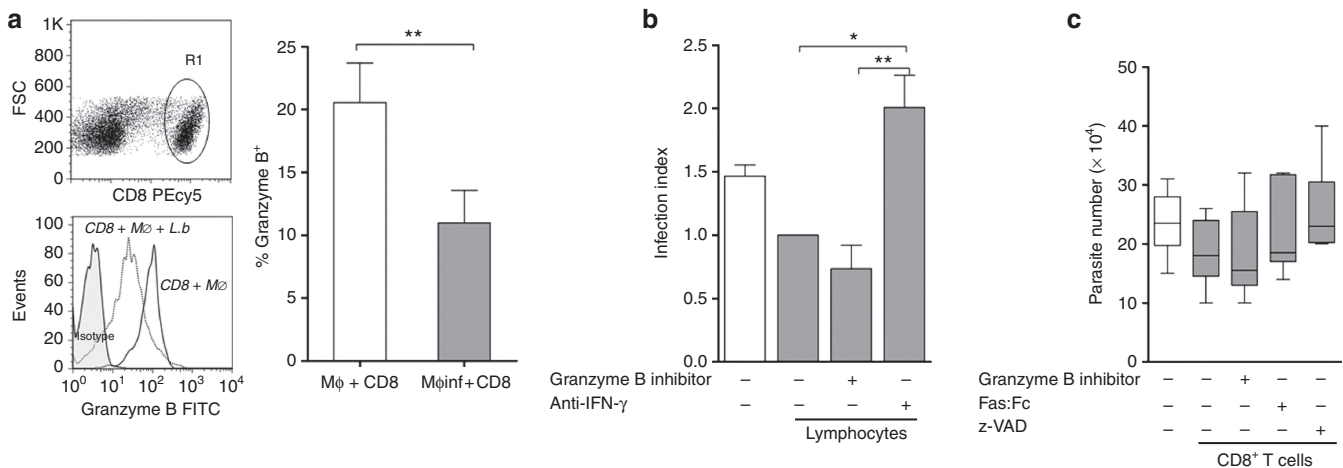 a
1K
800
600
400
200
0
FSC
R1
CD8 PEcy5
100
80
60
40
20
0
Events
CD8 + MØ + L.b
CD8 + MØ
Isotype
10⁰ 10¹ 10² 10³ 10⁴
Granzyme B FITC
25
20
15
10
5
0
% Granzyme B⁺
**
Mϕ + CD8 Mϕinf + CD8
b
2.5
2.0
1.5
1.0
0.5
0.0
Infection index
*
**
Granzyme B inhibitor – – + –
Anti-IFN-γ – – – +
Lymphocytes
c
50
40
30
20
10
0
Parasite number (× 10⁴)
Granzyme B inhibitor – – + – –
Fas:Fc – – – + –
z-VAD – – – – +
CD8⁺ T cells